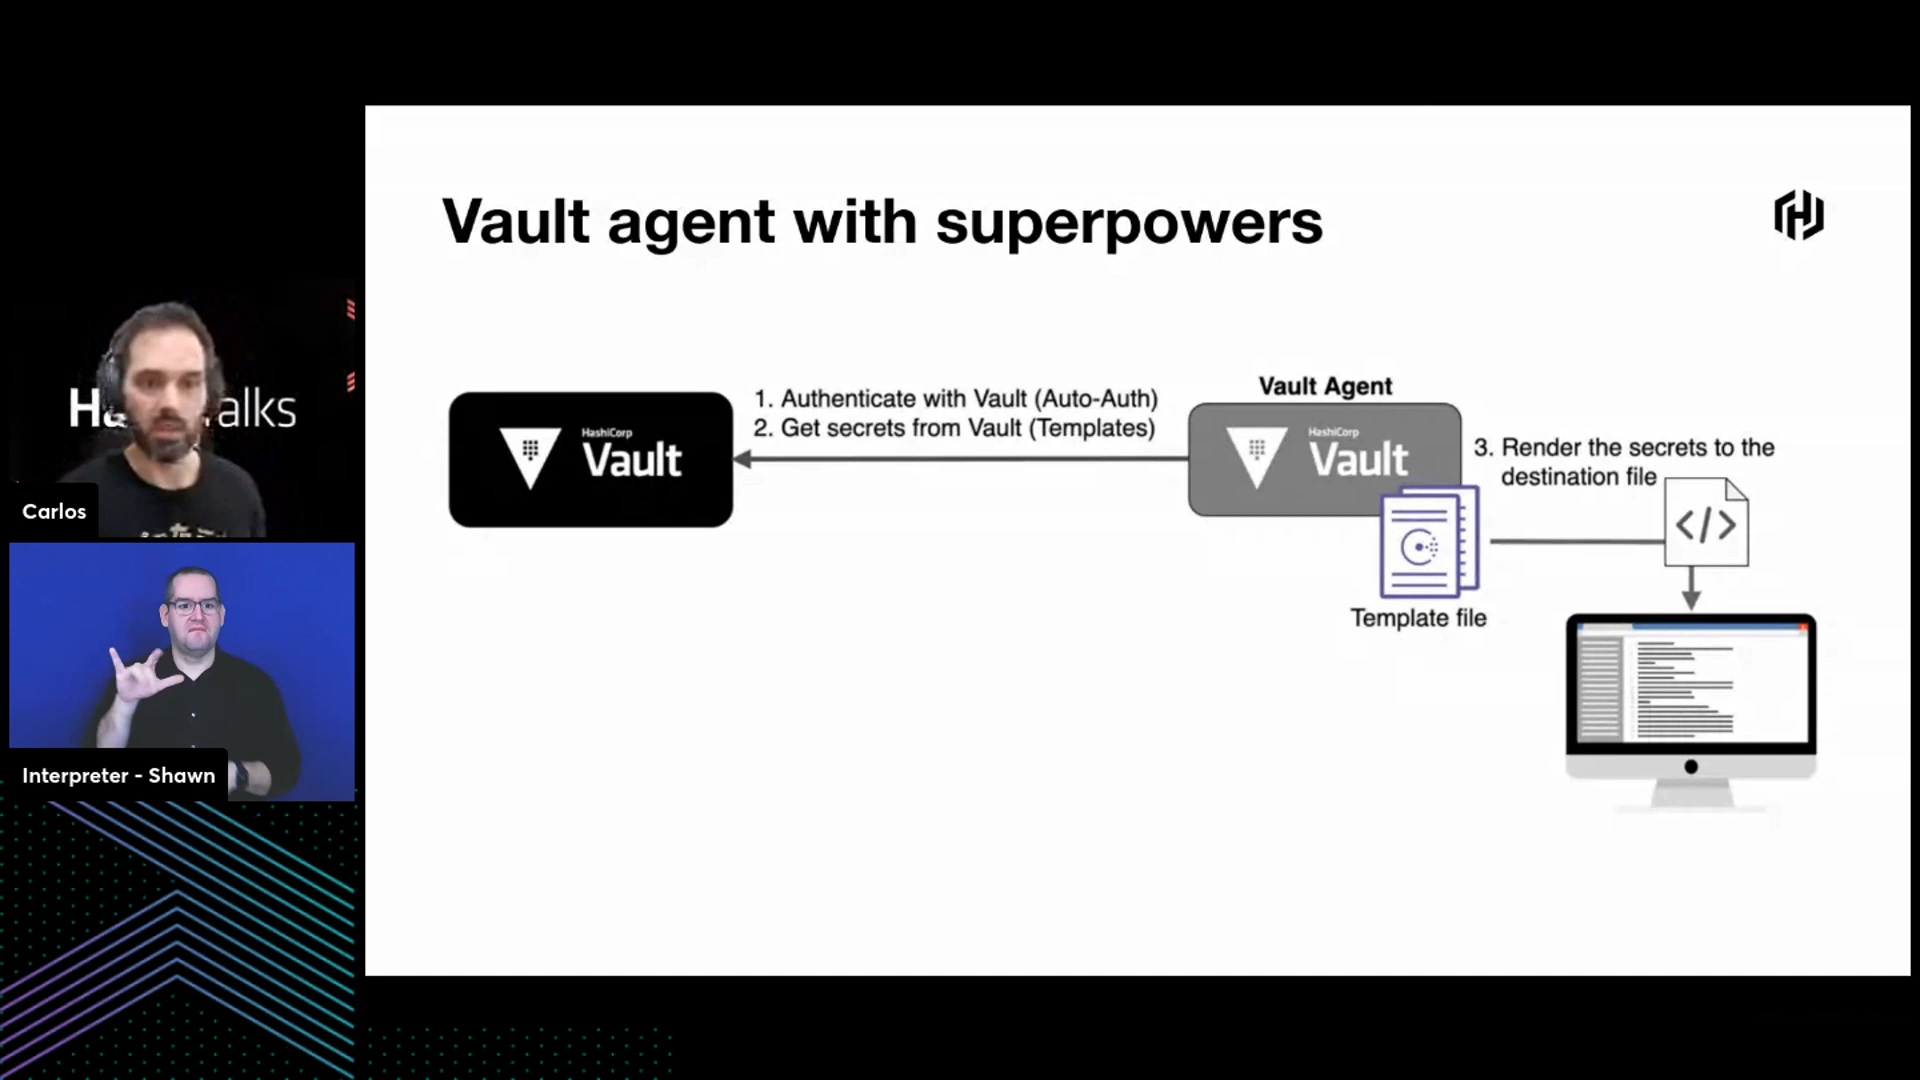 Vault agent with superpowers
HashiCorp
Vault
1. Authenticate with Vault (Auto-Auth)
2. Get secrets from Vault (Templates)
Vault Agent
HashiCorp
Vault
3. Render the secrets to the
destination file
</>
Template file
alks
Carlos
Interpreter - Shawn